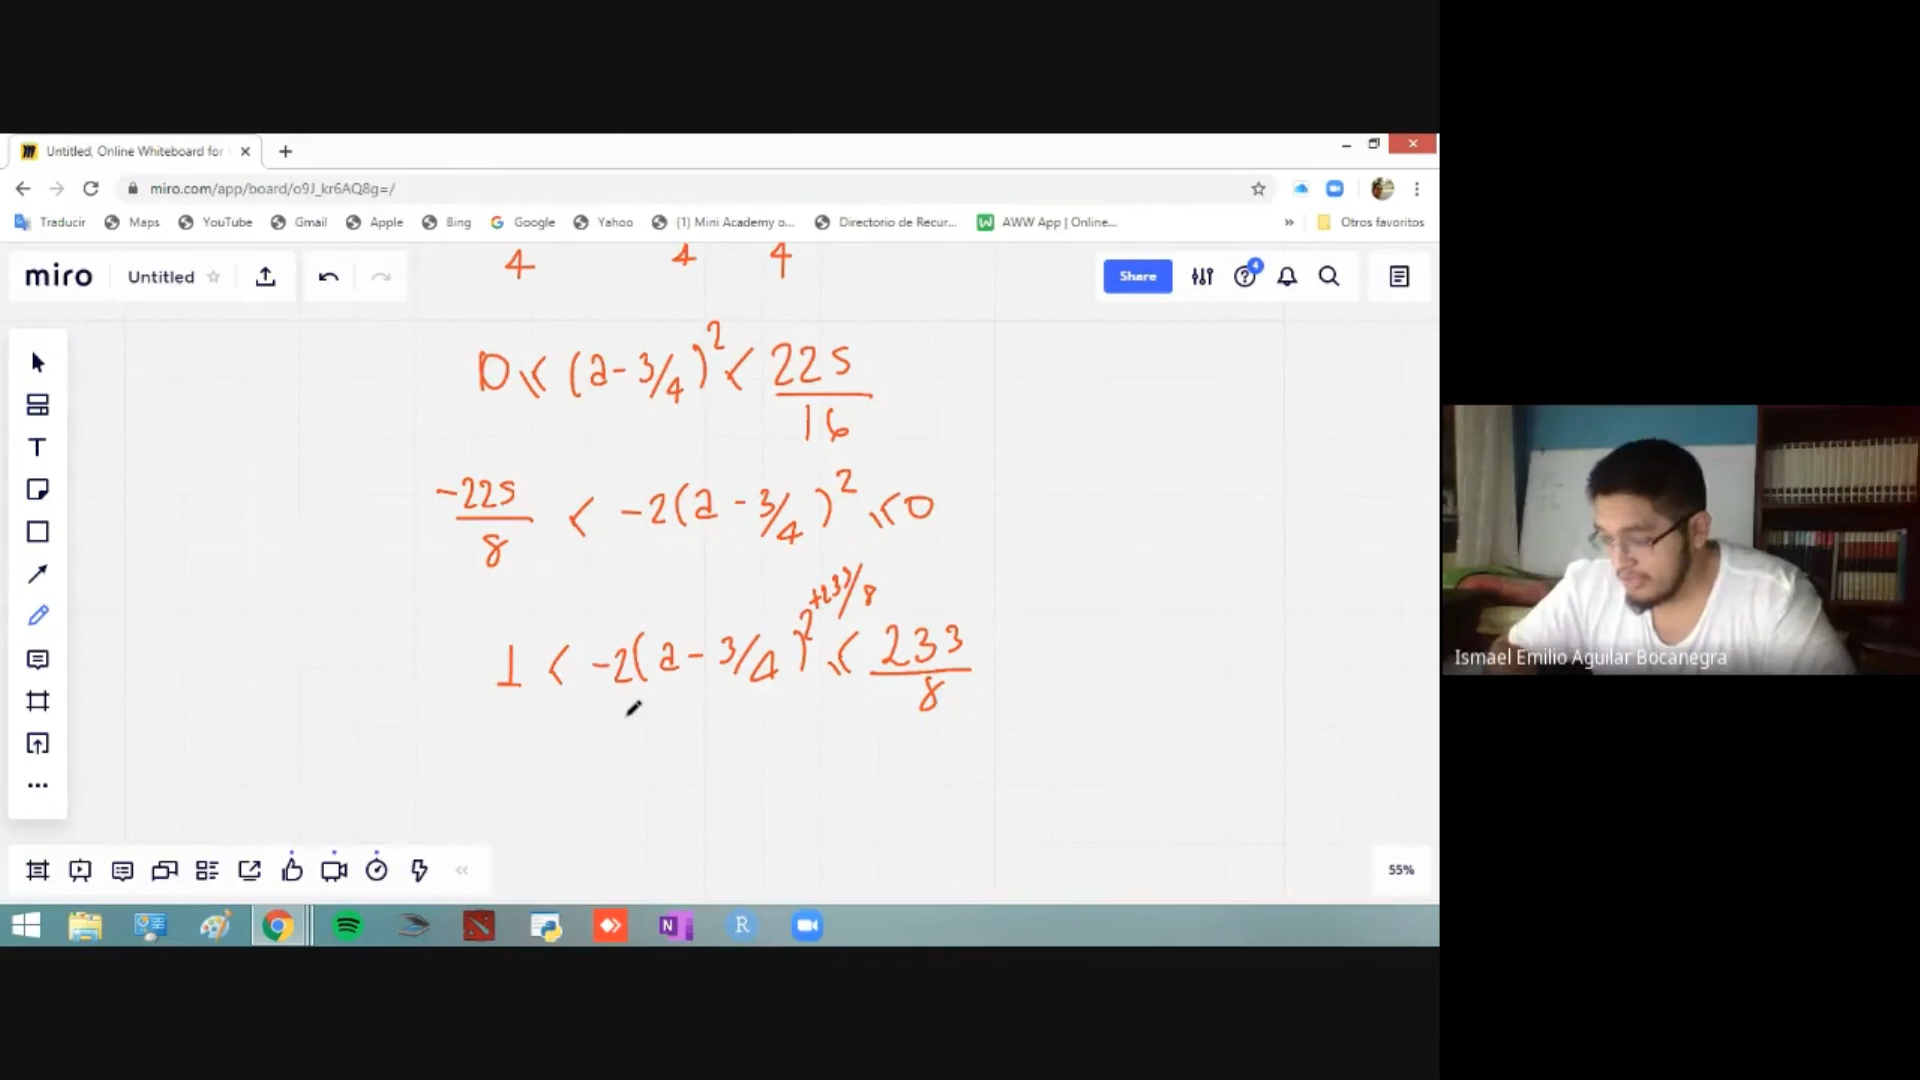 Untitled, Online Whiteboard for
miro.com/app/board/o9J_kr6AQ8g=/
Traducir Maps YouTube Gmail Apple Bing Google Yahoo (1) Mini Academy o... Directorio de Recur... AWW App | Online... » Otros favoritos
4 4 4
miro Untitled Share 4
0 ≤ (a - 3/4)² < 225/16
-225/8 < -2(a - 3/4)² ≤ 0
1 < -2(a - 3/4)² +233/8 ≤ 233/8
Ismael Emilio Aguilar Bocanegra
55%